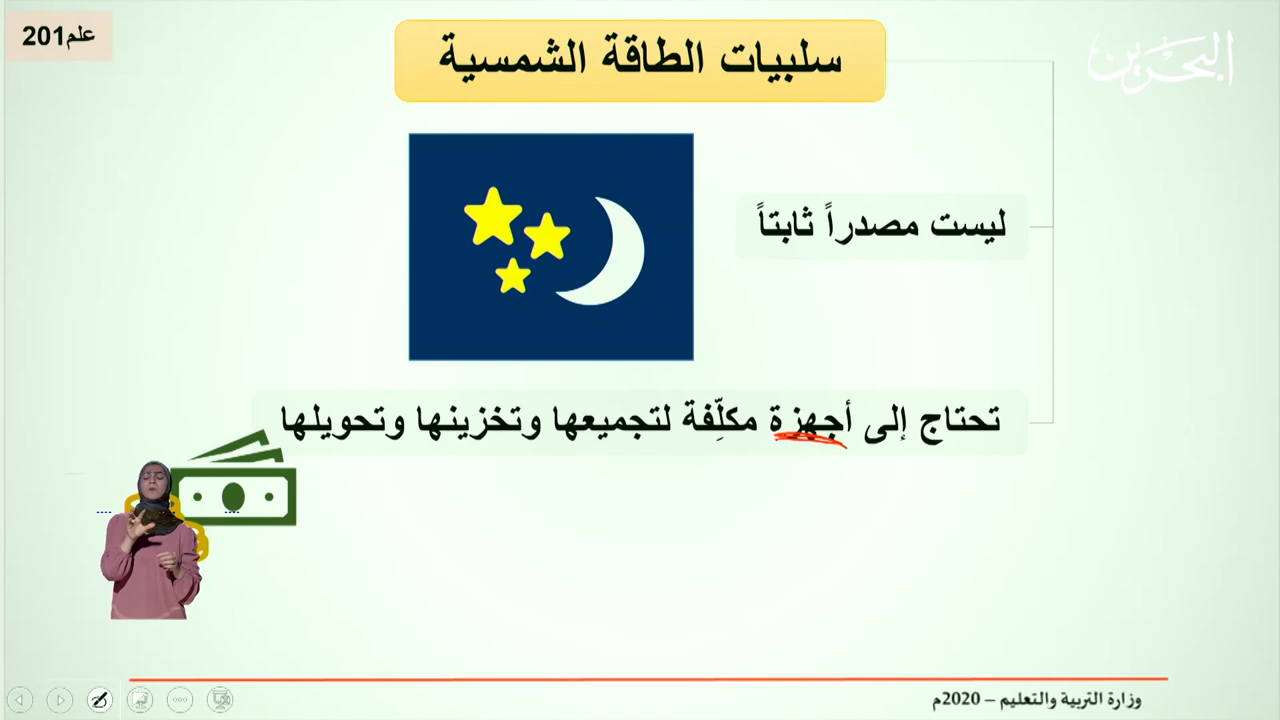 علم201
البحرين
سلبيات الطاقة الشمسية
ليست مصدراً ثابتاً
تحتاج إلى أجهزة مكلِّفة لتجميعها وتخزينها وتحويلها
وزارة التربية والتعليم – 2020م